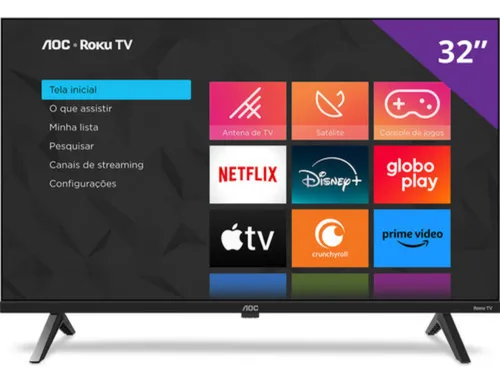 AOC • Roku TV
32”
Tela inicial
O que assistir
Minha lista
Pesquisar
Canais de streaming
Configurações
Antena de TV
Satélite
Console de jogos
NETFLIX
Disney+
globo
play
tv
crunchyroll
prime video
AOC
Roku TV